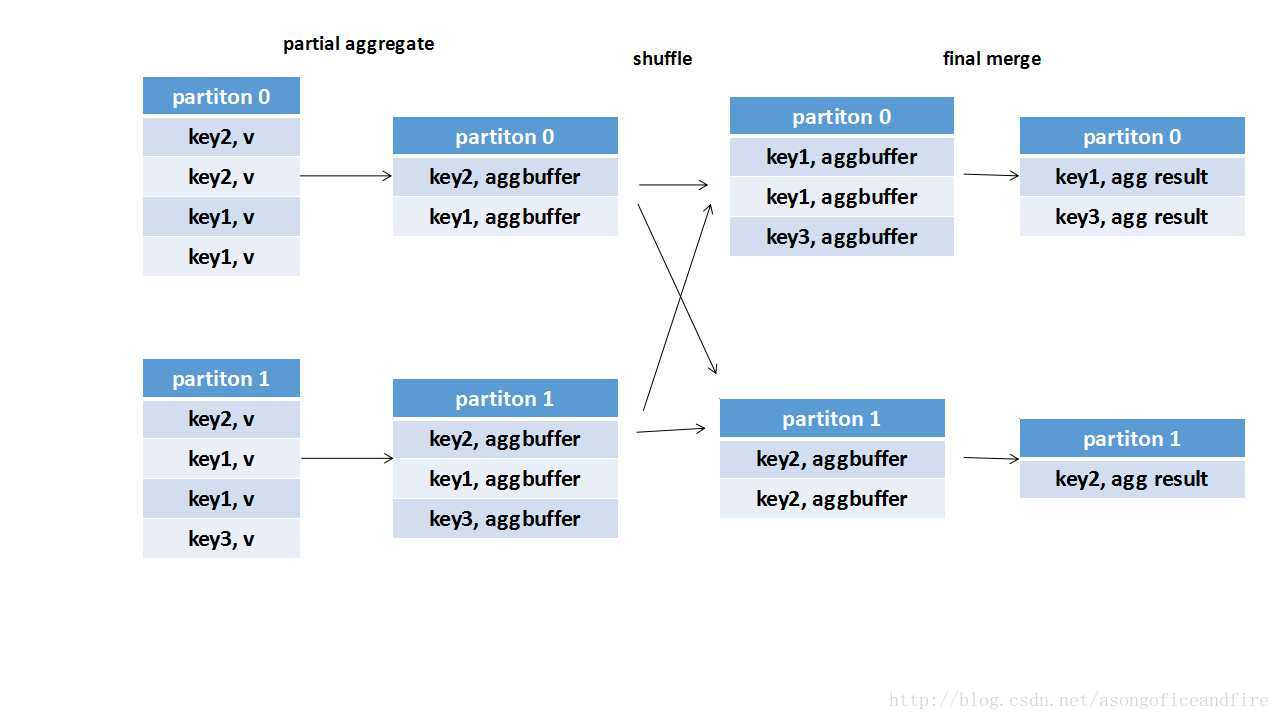 partial aggregate
shuffle
final merge
partiton 0
key2, v
key2, v
key1, v
key1, v
partiton 0
key2, aggbuffer
key1, aggbuffer
partiton 0
key1, aggbuffer
key1, aggbuffer
key3, aggbuffer
partiton 0
key1, agg result
key3, agg result
partiton 1
key2, v
key1, v
key1, v
key3, v
partiton 1
key2, aggbuffer
key1, aggbuffer
key3, aggbuffer
partiton 1
key2, aggbuffer
key2, aggbuffer
partiton 1
key2, agg result
http://blog.csdn.net/asongoficeandfire